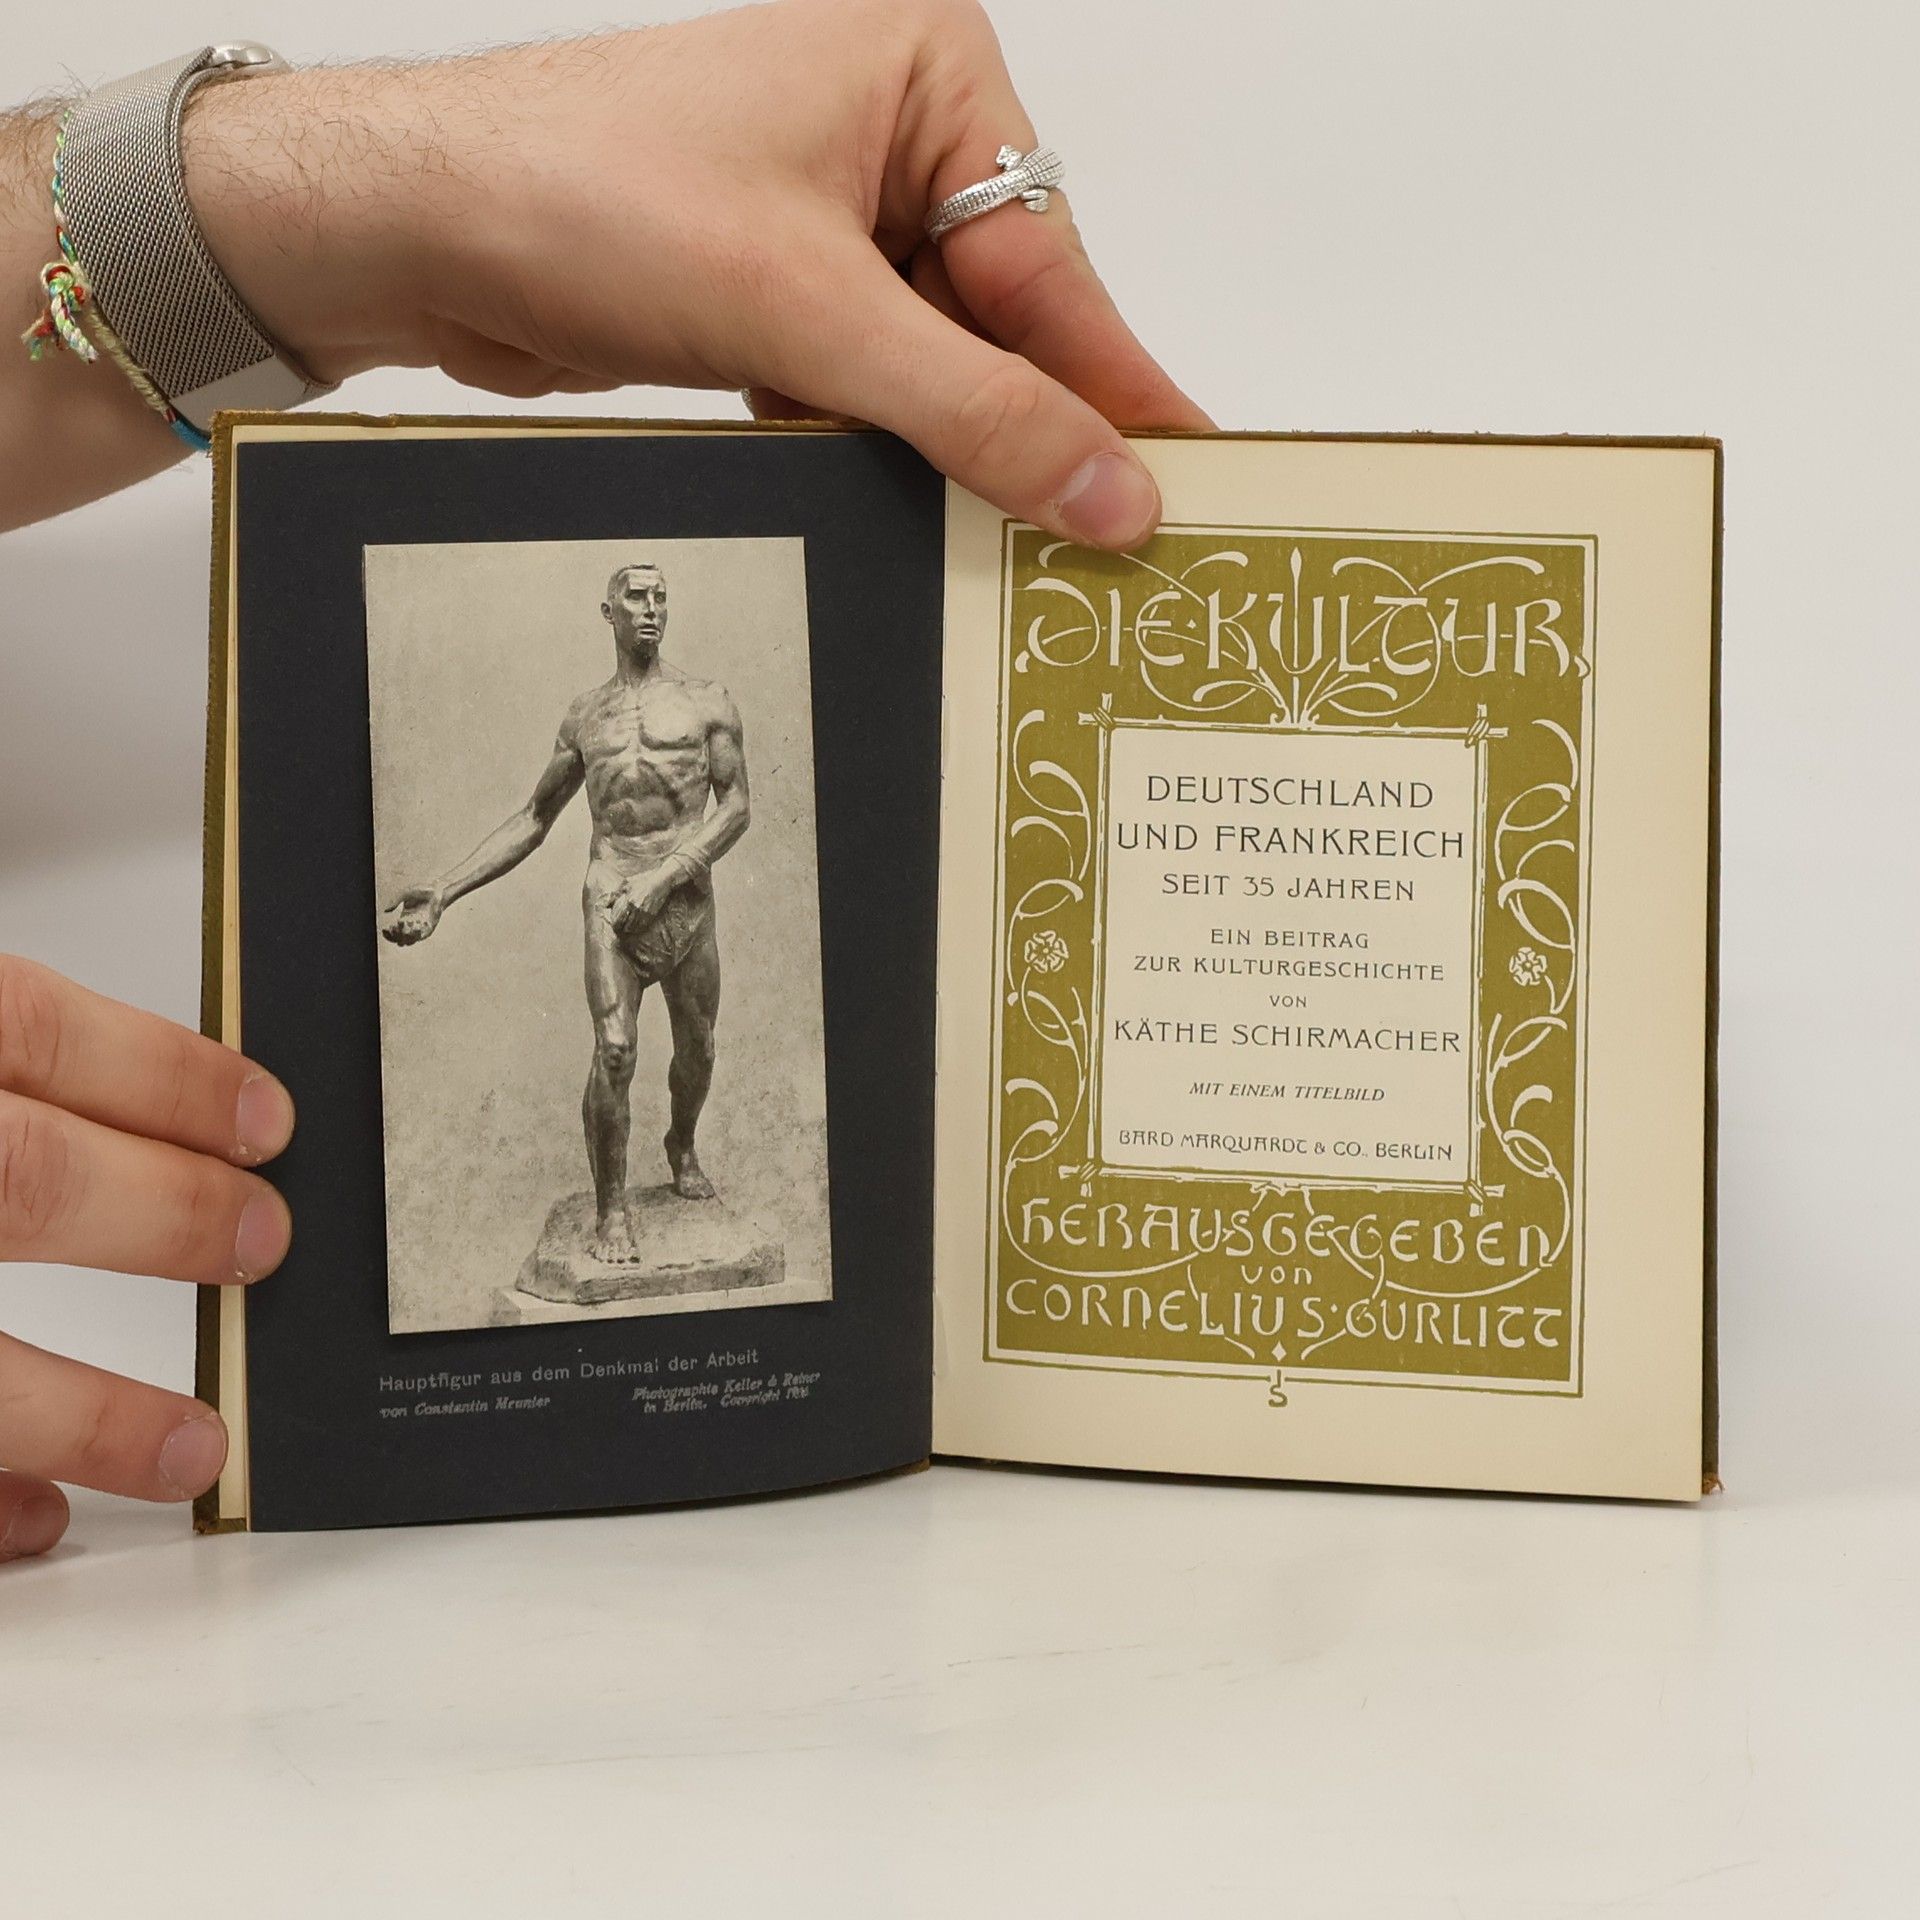 Hauptfigur aus dem Denkmal der Arbeit
von Constantin Meunier
Photographie Keller & Reiner
in Berlin. Copyright
DIE·KULTUR
DEUTSCHLAND
UND FRANKREICH
SEIT 35 JAHREN
EIN BEITRAG
ZUR KULTURGESCHICHTE
VON
KÄTHE SCHIRMACHER
MIT EINEM TITELBILD
BARD MARQUARDT & CO., BERLIN
HERAUSGEGEBEN
von
CORNELIUS·GURLITT